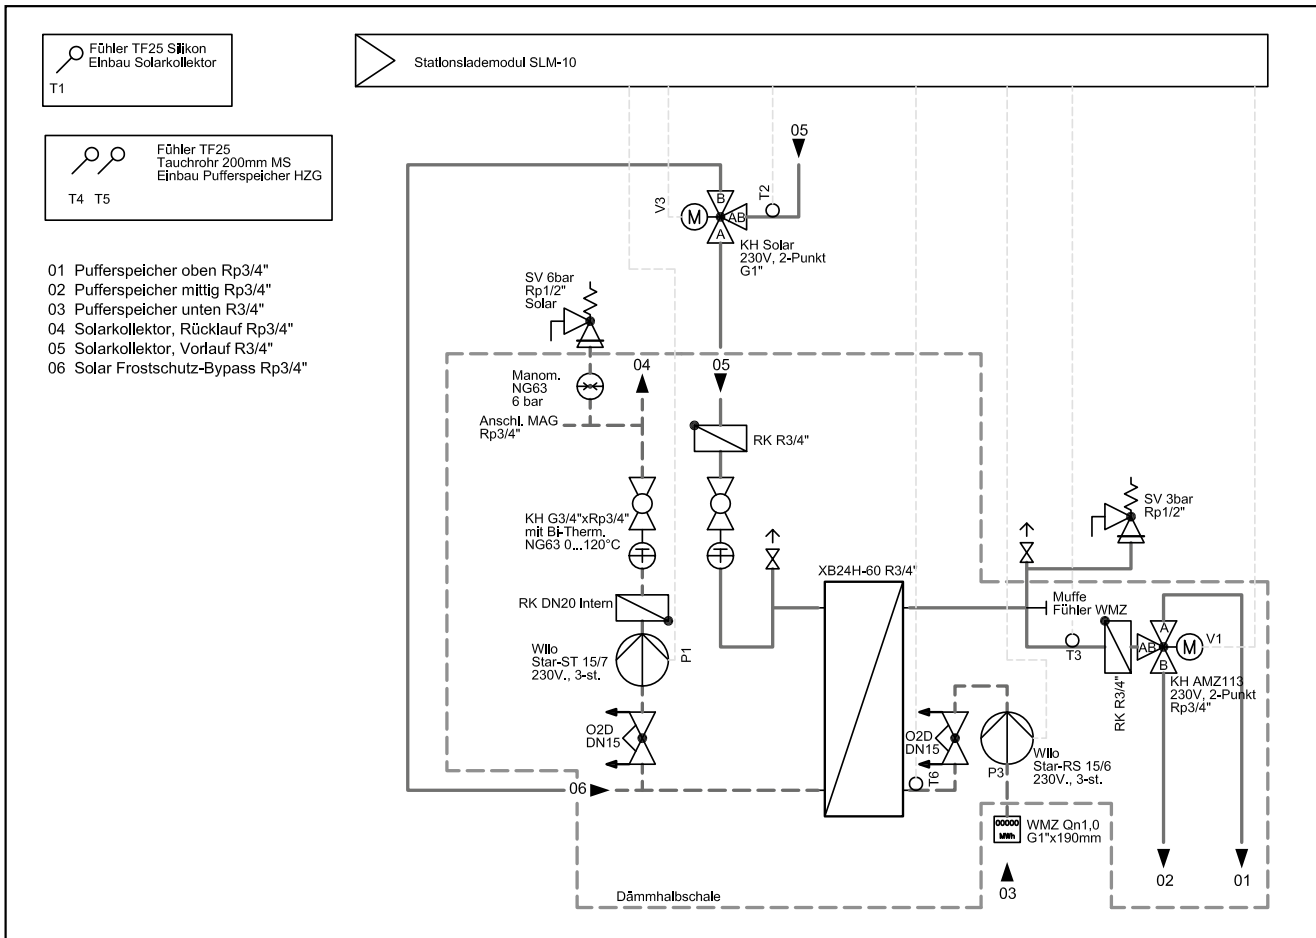 Fühler TF25 Silikon
Einbau Solarkollektor
T1
Stationslademodul SLM-10
Fühler TF25
Tauchrohr 200mm MS
Einbau Pufferspeicher HZG
T4 T5
01 Pufferspeicher oben Rp3/4"
02 Pufferspeicher mittig Rp3/4"
03 Pufferspeicher unten R3/4"
04 Solarkollektor, Rücklauf Rp3/4"
05 Solarkollektor, Vorlauf R3/4"
06 Solar Frostschutz-Bypass Rp3/4"
05
V3
M
B
AB
A
T2
KH Solar
230V, 2-Punkt
G1"
SV 6bar
Rp1/2"
Solar
Manom.
NG63
6 bar
04
05
Anschl. MAG
Rp3/4"
RK R3/4"
KH G3/4"xRp3/4"
mit Bi-Therm.
NG63 0...120°C
T
T
SV 3bar
Rp1/2"
XB24H-60 R3/4'
RK DN20 Intern
Muffe
Fühler WMZ
Wilo
Star-ST 15/7
230V., 3-st.
P1
T3
RK R3/4"
A
AB
B
M
V1
KH AMZ113
230V, 2-Punkt
Rp3/4"
O2D
DN15
O2D
DN15
T6
P3
Wilo
Star-RS 15/6
230V., 3-st.
06
00000
MWh
WMZ Qn1,0
G1"x190mm
03
02
01
Dämmhalbschale